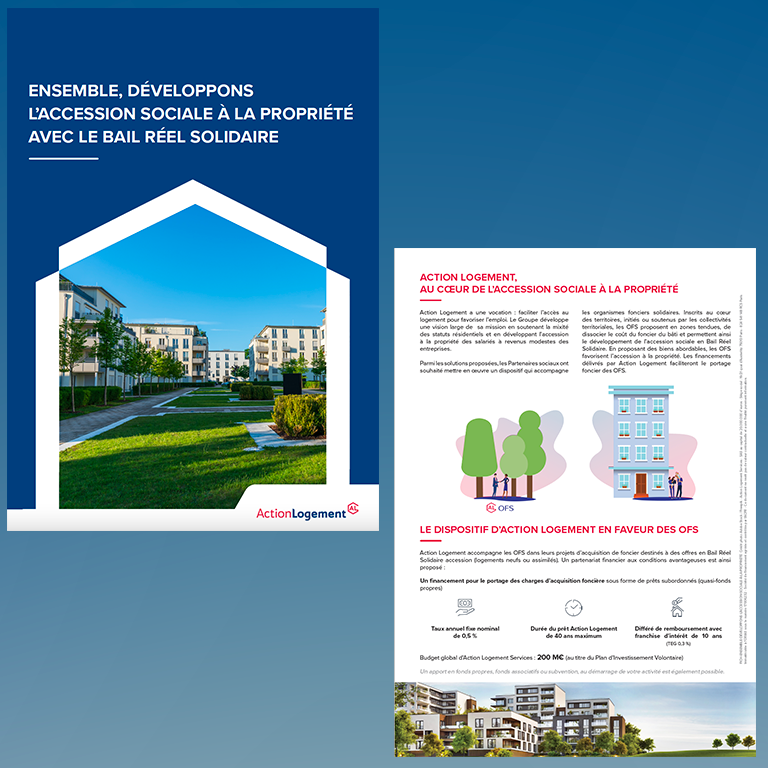 ENSEMBLE, DÉVELOPPONS
L'ACCESSION SOCIALE À LA PROPRIÉTÉ
AVEC LE BAIL RÉEL SOLIDAIRE
ActionLogement
AL
ACTION LOGEMENT,
AU CŒUR DE L'ACCESSION SOCIALE À LA PROPRIÉTÉ
Action Logement a une vocation : faciliter l'accès au
logement pour favoriser l'emploi. Le Groupe développe
une vision large de sa mission en soutenant la mixité
des statuts résidentiels et en développant l'accession
à la propriété des salariés à revenus modestes des
entreprises.
Parmi les solutions proposées, les Partenaires sociaux ont
souhaité mettre en œuvre un dispositif qui accompagne
les organismes fonciers solidaires. Inscrits au cœur
des territoires, initiés ou soutenus par les collectivités
territoriales, les OFS proposent en zones tendues, de
dissocier le coût du foncier du bâti et permettent ainsi
le développement de l'accession sociale en Bail Réel
Solidaire. En proposant des biens abordables, les OFS
favorisent l'accession à la propriété. Les financements
délivrés par Action Logement faciliteront le portage
foncier des OFS.
AL OFS
LE DISPOSITIF D'ACTION LOGEMENT EN FAVEUR DES OFS
Action Logement accompagne les OFS dans leurs projets d'acquisition de foncier destinés à des offres en Bail Réel
Solidaire accession (logements neufs ou assimilés). Un partenariat financier aux conditions avantageuses est ainsi
proposé :
Un financement pour le portage des charges d'acquisition foncière sous forme de prêts subordonnés (quasi-fonds
propres)
Taux annuel fixe nominal
de 0,5 %
Durée du prêt Action Logement
de 40 ans maximum
Différé de remboursement avec
franchise d'intérêt de 10 ans
(TEG 0,3 %)
Budget global d'Action Logement Services : 200 M€ (au titre du Plan d'Investissement Volontaire)
Un apport en fonds propres, fonds associatifs ou subvention, au démarrage de votre activité est également possible.